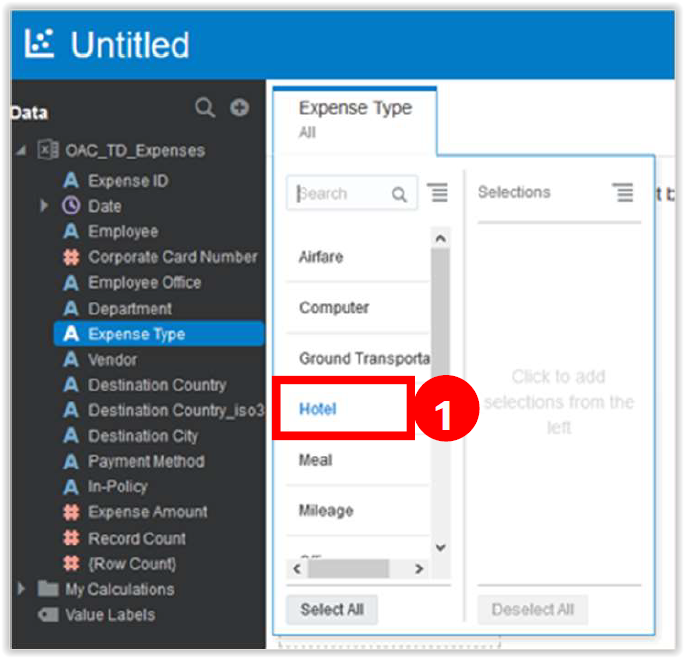 Untitled
Data
OAC_TD_Expenses
Expense ID
Date
Employee
Corporate Card Number
Employee Office
Department
Expense Type
Vendor
Destination Country
Destination Country_iso3
Destination City
Payment Method
In-Policy
Expense Amount
Record Count
{Row Count}
My Calculations
Value Labels
Expense Type
All
Search
Selections
Airfare
Computer
Ground Transporta
Hotel
1
Meal
Mileage
Click to add
selections from the
left
Select All
Deselect All
t b